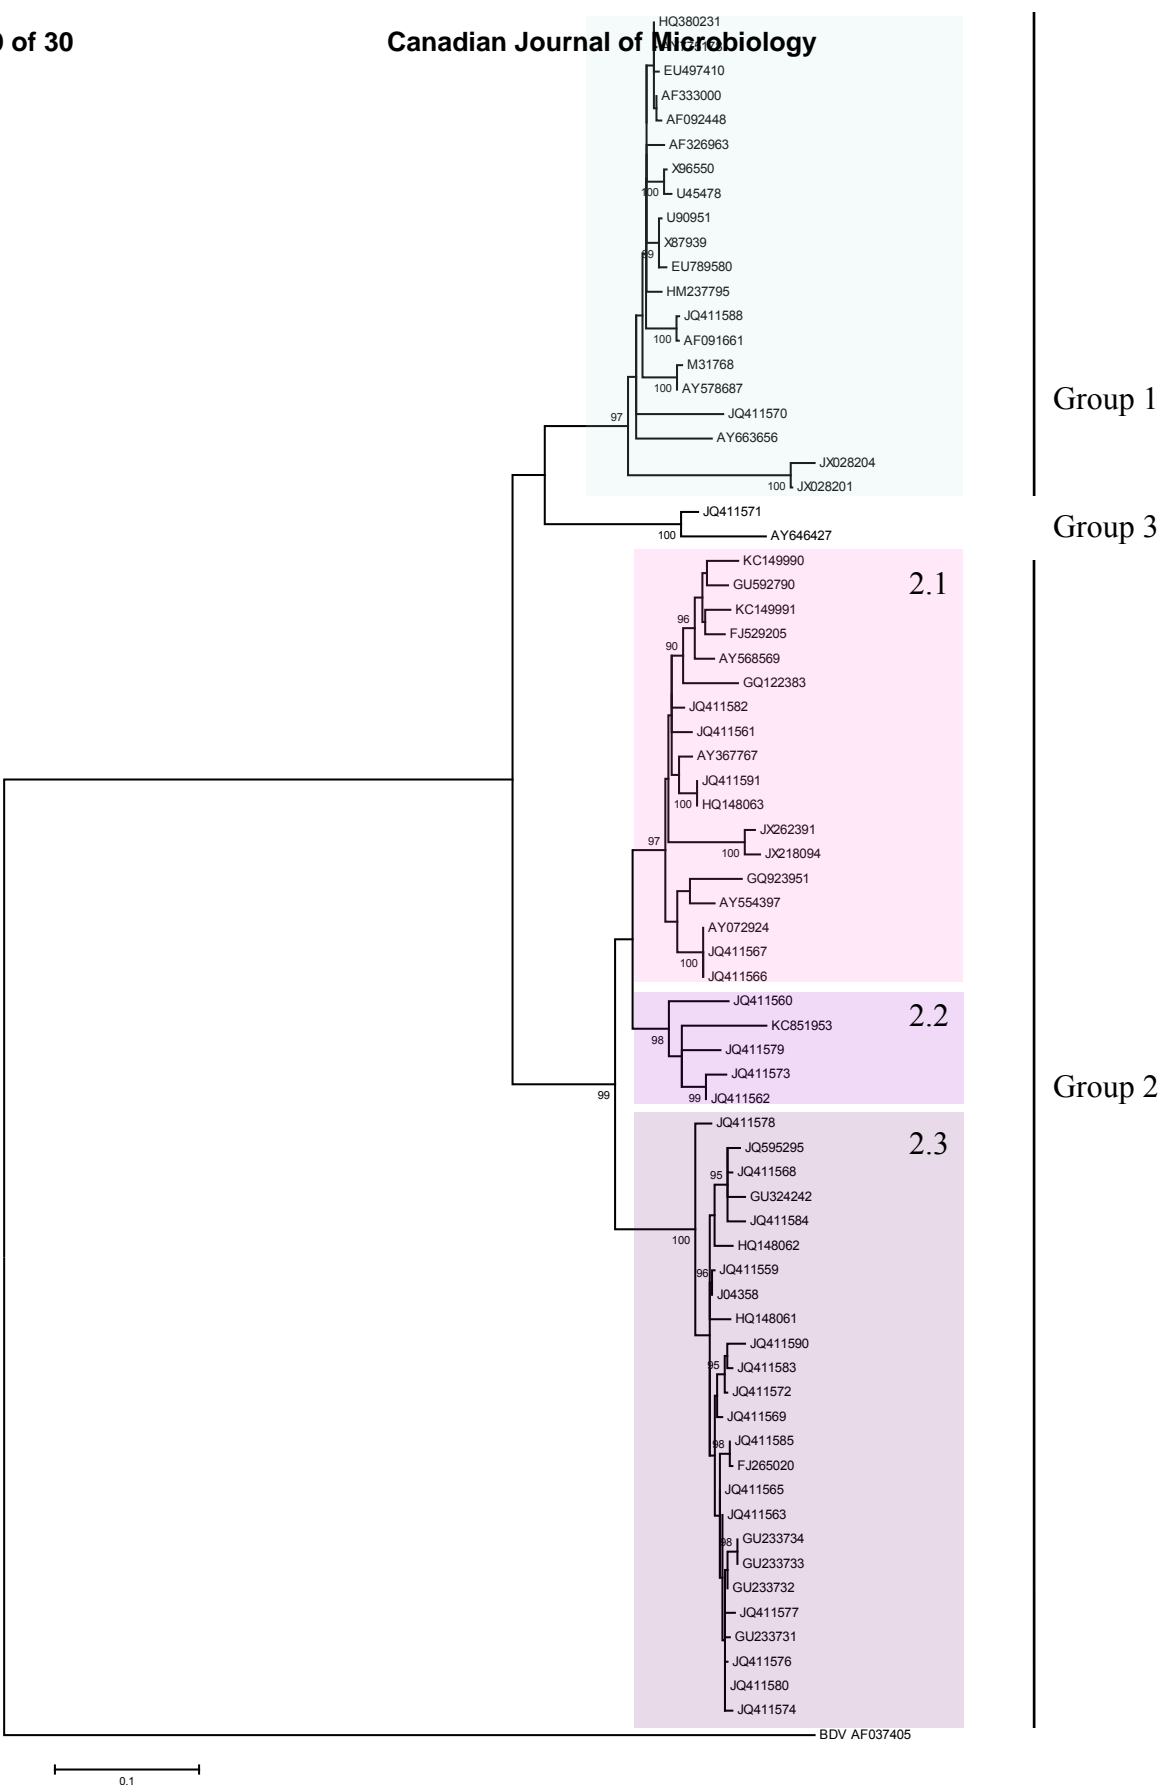 HQ380231
9 of 30
Canadian Journal of Microbiology
EU497410
AF333000
AF092448
AF326963
X96550
100
U45478
U90951
X87939
EU789580
HM237795
JQ411588
100
AF091661
M31768
100
AY578687
Group 1
JQ411570
97
AY663656
JX028204
100
JX028201
JQ411571
Group 3
100
AY646427
KC149990
2.1
GU592790
KC149991
96
FJ529205
90
AY568569
GQ122383
JQ411582
JQ411561
AY367767
JQ411591
100
HQ148063
JX262391
97
100
JX218094
GQ923951
AY554397
AY072924
JQ411567
100
JQ411566
JQ411560
2.2
KC851953
98
JQ411579
JQ411573
Group 2
99
99
JQ411562
JQ411578
2.3
JQ595295
95
JQ411568
GU324242
JQ411584
100
HQ148062
96
JQ411559
J04358
HQ148061
JQ411590
95
JQ411583
JQ411572
JQ411569
98
JQ411585
FJ265020
JQ411565
JQ411563
98
GU233734
GU233733
GU233732
JQ411577
GU233731
JQ411576
JQ411580
JQ411574
BDV AF037405
0.1